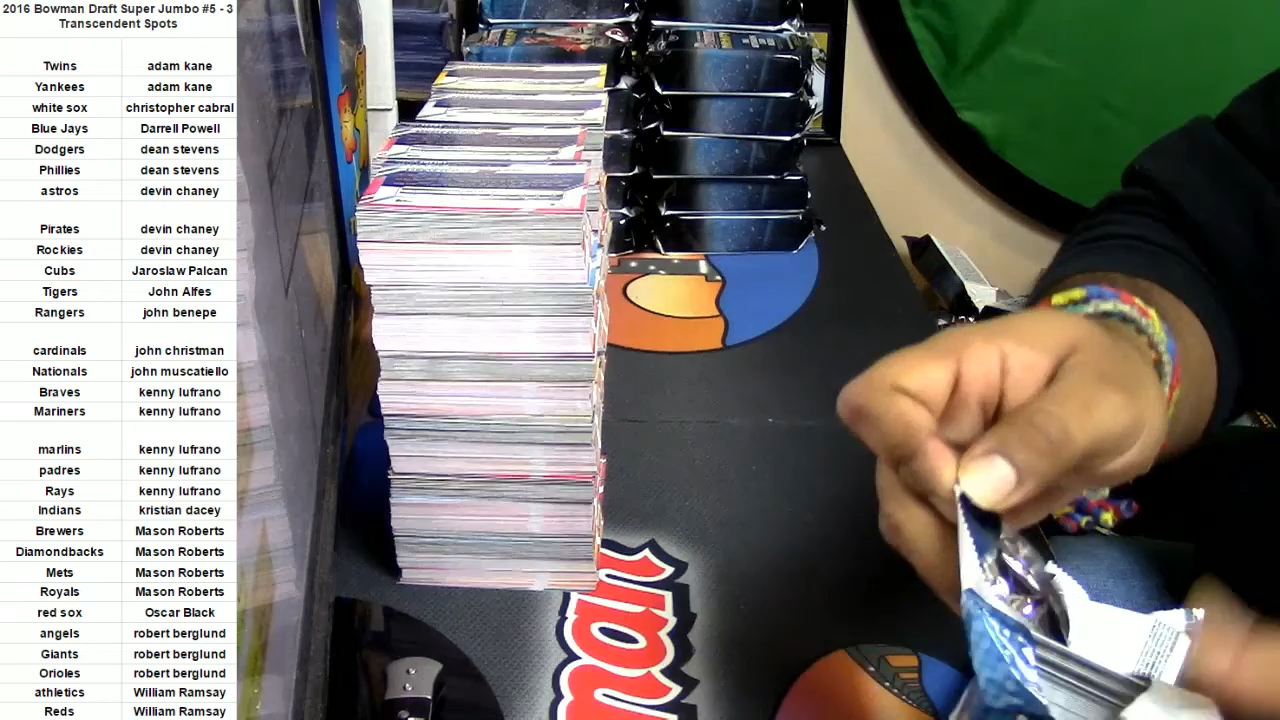 2016 Bowman Draft Super Jumbo #5 - 3
Transcendent Spots
Twins adam kane
Yankees adam kane
white sox christopher cabral
Blue Jays Darrell Powell
Dodgers dean stevens
Phillies dean stevens
astros devin chaney
Pirates devin chaney
Rockies devin chaney
Cubs Jaroslaw Palcan
Tigers John Alfes
Rangers john benepe
cardinals john christman
Nationals john muscatiello
Braves kenny lufrano
Mariners kenny lufrano
marlins kenny lufrano
padres kenny lufrano
Rays kenny lufrano
Indians kristian dacey
Brewers Mason Roberts
Diamondbacks Mason Roberts
Mets Mason Roberts
Royals Mason Roberts
red sox Oscar Black
angels robert berglund
Giants robert berglund
Orioles robert berglund
athletics William Ramsay
Reds William Ramsay